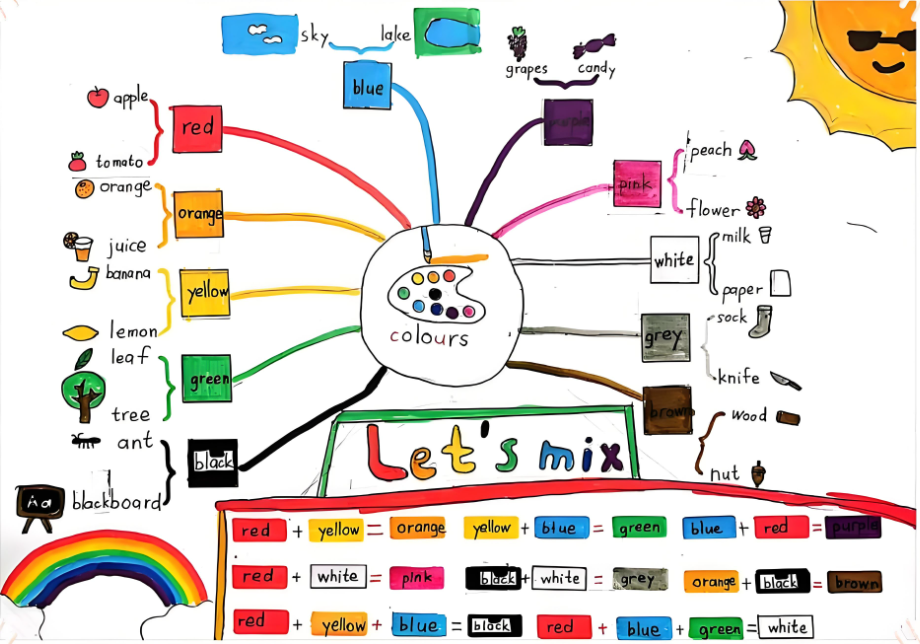 sky
lake
blue
grapes
candy
purple
apple
tomato
red
orange
juice
orange
banana
lemon
yellow
leaf
tree
green
ant
blackboard
black
Aa
peach
flower
pink
milk
paper
white
sock
knife
grey
wood
nut
brown
colours
Let's mix
red + yellow = orange
yellow + blue = green
blue + red = purple
red + white = pink
black + white = grey
orange + black = brown
red + yellow + blue = black
red + blue + green = white